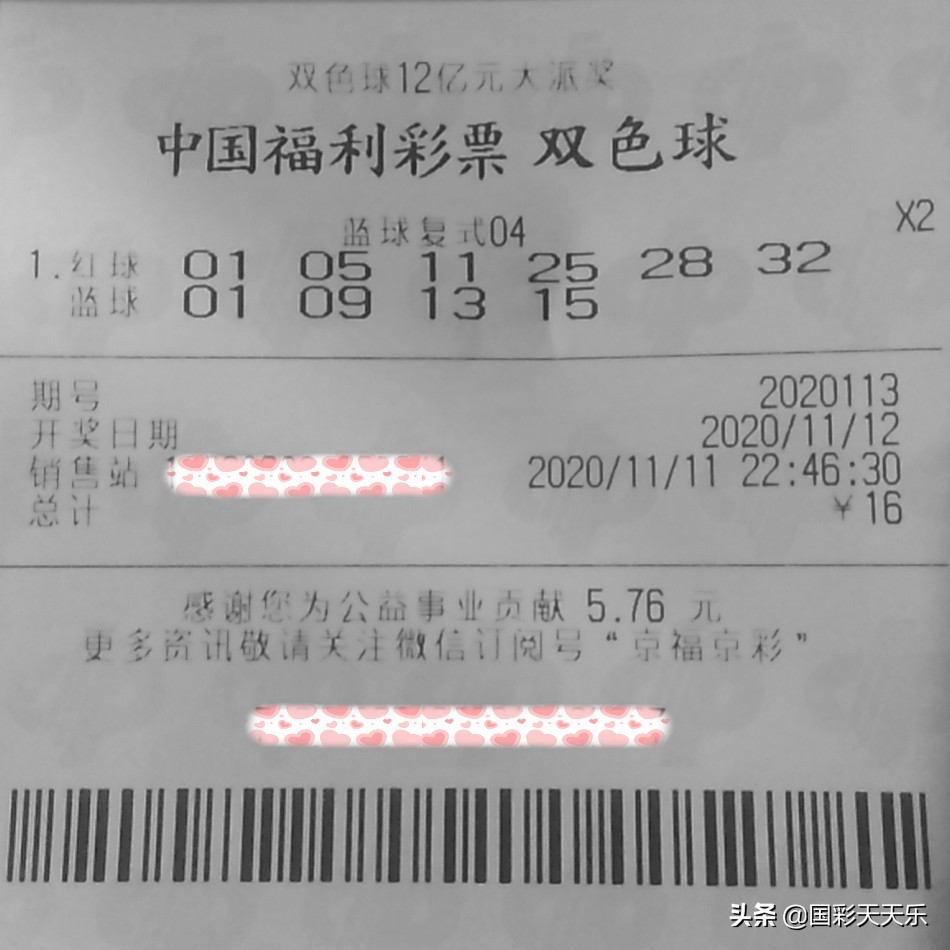 双色球12亿元大派奖
中国福利彩票 双色球
X2
蓝球复式04
1.红球 01 05 11 25 28 32
蓝球 01 09 13 15
期号 2020113
开奖日期 2020/11/12
销售站 2020/11/11 22:46:30
总计 ¥16
感谢您为公益事业贡献 5.76 元
更多资讯敬请关注微信订阅号“京福京彩”
头条 @国彩天天乐